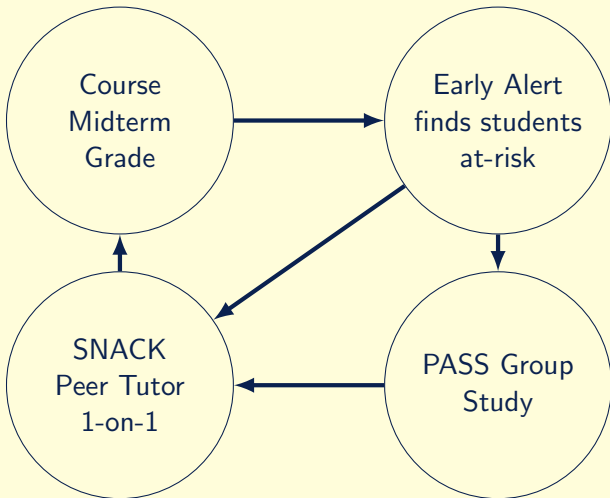 Course
Midterm
Grade
Early Alert
finds students
at-risk
SNACK
Peer Tutor
1-on-1
PASS Group
Study